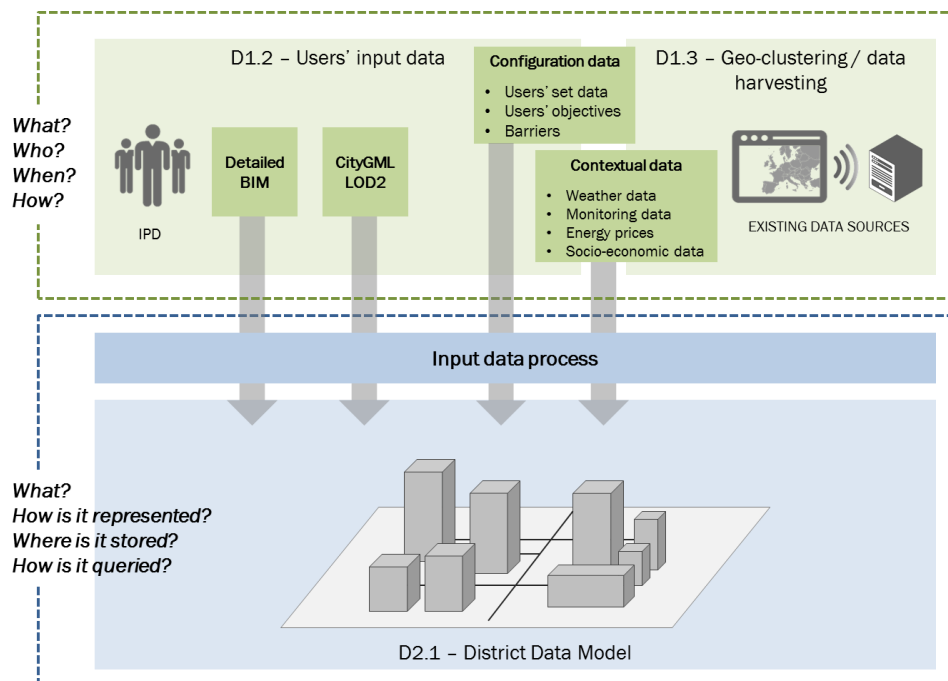 D1.2 – Users' input data
Configuration data
• Users' set data
• Users' objectives
• Barriers
D1.3 – Geo-clustering / data
harvesting
What?
Who?
When?
How?
IPD
Detailed
BIM
CityGML
LOD2
Contextual data
• Weather data
• Monitoring data
• Energy prices
• Socio-economic data
EXISTING DATA SOURCES
Input data process
What?
How is it represented?
Where is it stored?
How is it queried?
D2.1 – District Data Model